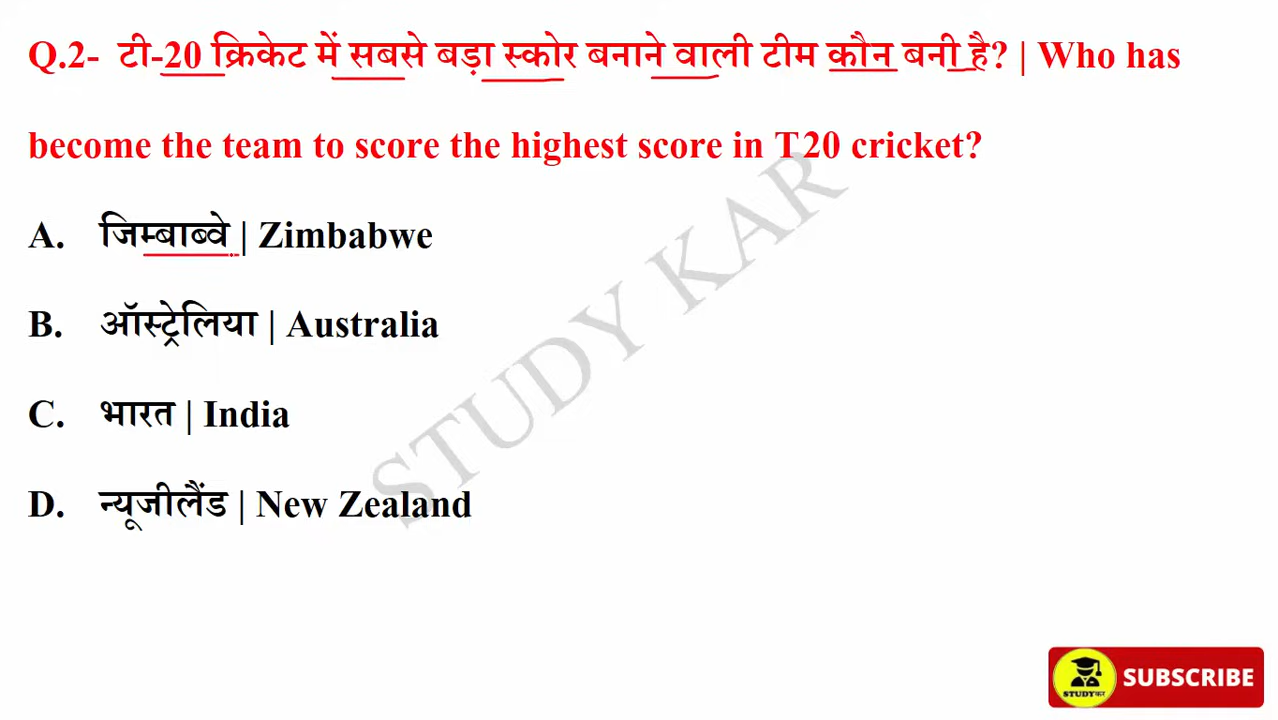 Q.2- टी-20 क्रिकेट में सबसे बड़ा स्कोर बनाने वाली टीम कौन बनी है? | Who has
become the team to score the highest score in T20 cricket?
A. जिम्बाब्वे | Zimbabwe
B. ऑस्ट्रेलिया | Australia
C. भारत | India
D. न्यूजीलैंड | New Zealand
STUDY KAR
STUDYकर
SUBSCRIBE